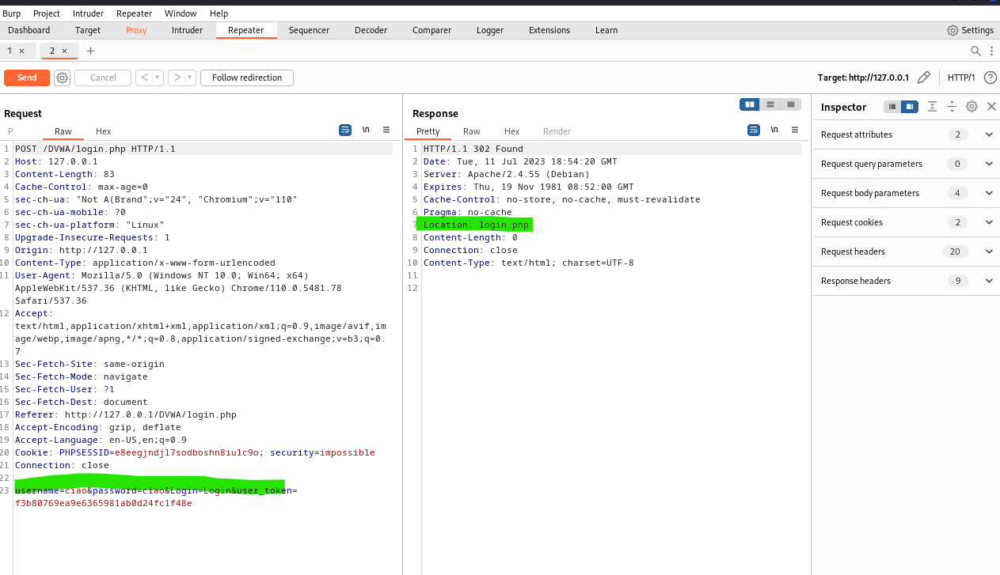 Burp Project Intruder Repeater Window Help
Dashboard Target Proxy Intruder Repeater Sequencer Decoder Comparer Logger Extensions Learn Settings
1 × 2 × +
Send Cancel < > Follow redirection Target: http://127.0.0.1 HTTP/1 ?
Request
P Raw Hex \n
1 POST /DVWA/login.php HTTP/1.1
2 Host: 127.0.0.1
3 Content-Length: 83
4 Cache-Control: max-age=0
5 sec-ch-ua: "Not A(Brand";v="24", "Chromium";v="110"
6 sec-ch-ua-mobile: ?0
7 sec-ch-ua-platform: "Linux"
8 Upgrade-Insecure-Requests: 1
9 Origin: http://127.0.0.1
10 Content-Type: application/x-www-form-urlencoded
11 User-Agent: Mozilla/5.0 (Windows NT 10.0; Win64; x64)
AppleWebKit/537.36 (KHTML, like Gecko) Chrome/110.0.5481.78
Safari/537.36
12 Accept:
text/html,application/xhtml+xml,application/xml;q=0.9,image/avif,im
age/webp,image/apng,*/*;q=0.8,application/signed-exchange;v=b3;q=0.
7
13 Sec-Fetch-Site: same-origin
14 Sec-Fetch-Mode: navigate
15 Sec-Fetch-User: ?1
16 Sec-Fetch-Dest: document
17 Referer: http://127.0.0.1/DVWA/login.php
18 Accept-Encoding: gzip, deflate
19 Accept-Language: en-US,en;q=0.9
20 Cookie: PHPSESSID=e8eegjndjl7sodboshn8iulc9o; security=impossible
21 Connection: close
22
23 username=ciao&password=ciao&Login=Login&user_token=
f3b80769ea9e6365981ab0d24fc1f48e
Response
Pretty Raw Hex Render \n
1 HTTP/1.1 302 Found
2 Date: Tue, 11 Jul 2023 18:54:20 GMT
3 Server: Apache/2.4.55 (Debian)
4 Expires: Thu, 19 Nov 1981 08:52:00 GMT
5 Cache-Control: no-store, no-cache, must-revalidate
6 Pragma: no-cache
7 Location: login.php
8 Content-Length: 0
9 Connection: close
10 Content-Type: text/html; charset=UTF-8
11
12
Inspector
Request attributes 2
Request query parameters 0
Request body parameters 4
Request cookies 2
Request headers 20
Response headers 9